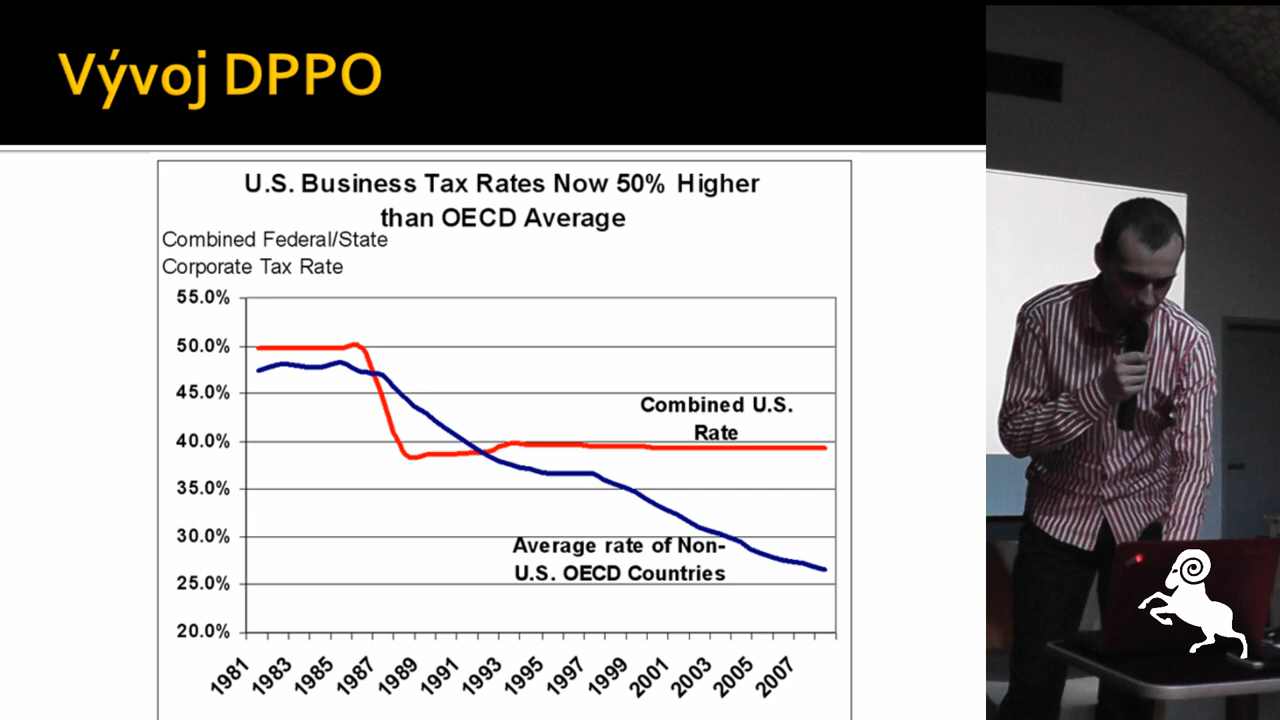 Vývoj DPPO
U.S. Business Tax Rates Now 50% Higher
than OECD Average
Combined Federal/State
Corporate Tax Rate
55.0%
50.0%
45.0%
40.0%
35.0%
30.0%
25.0%
20.0%
Combined U.S.
Rate
Average rate of Non-
U.S. OECD Countries
1981
1983
1985
1987
1989
1991
1993
1995
1997
1999
2001
2003
2005
2007